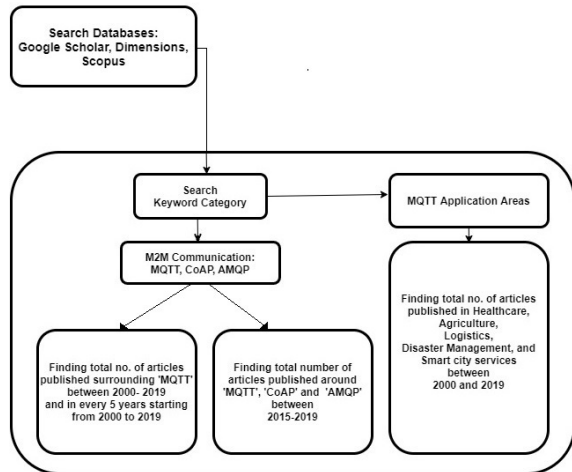 Search Databases:
Google Scholar, Dimensions,
Scopus
Search
Keyword Category
MQTT Application Areas
M2M Communication:
MQTT, CoAP, AMQP
Finding total no. of articles
published surrounding 'MQTT'
between 2000- 2019
and in every 5 years starting
from 2000 to 2019
Finding total number of
articles published around
'MQTT', 'CoAP' and 'AMQP'
between
2015-2019
Finding total no. of articles
published in Healthcare,
Agriculture,
Logistics,
Disaster Management, and
Smart city services
between
2000 and 2019